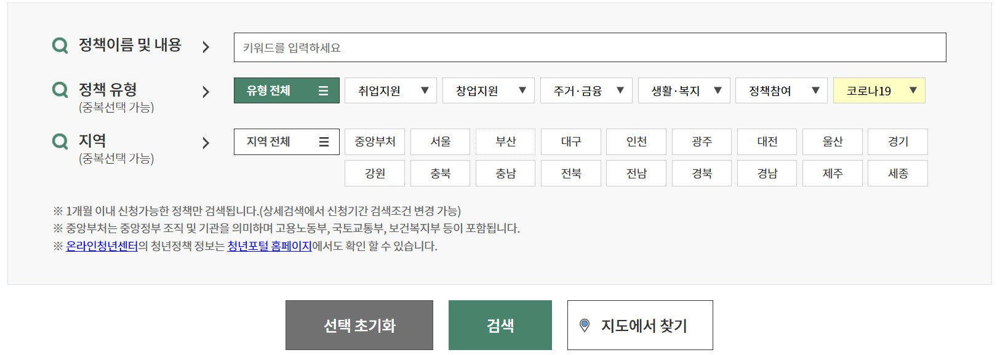 정책이름 및 내용
키워드를 입력하세요
정책 유형
(중복선택 가능)
유형 전체 취업지원 창업지원 주거·금융 생활·복지 정책참여 코로나19
지역
(중복선택 가능)
지역 전체 중앙부처 서울 부산 대구 인천 광주 대전 울산 경기
강원 충북 충남 전북 전남 경북 경남 제주 세종
※ 1개월 이내 신청가능한 정책만 검색됩니다.(상세검색에서 신청기간 검색조건 변경 가능)
※ 중앙부처는 중앙정부 조직 및 기관을 의미하며 고용노동부, 국토교통부, 보건복지부 등이 포함됩니다.
※ 온라인청년센터의 청년정책 정보는 청년포털 홈페이지에서도 확인 할 수 있습니다.
선택 초기화 검색 지도에서 찾기